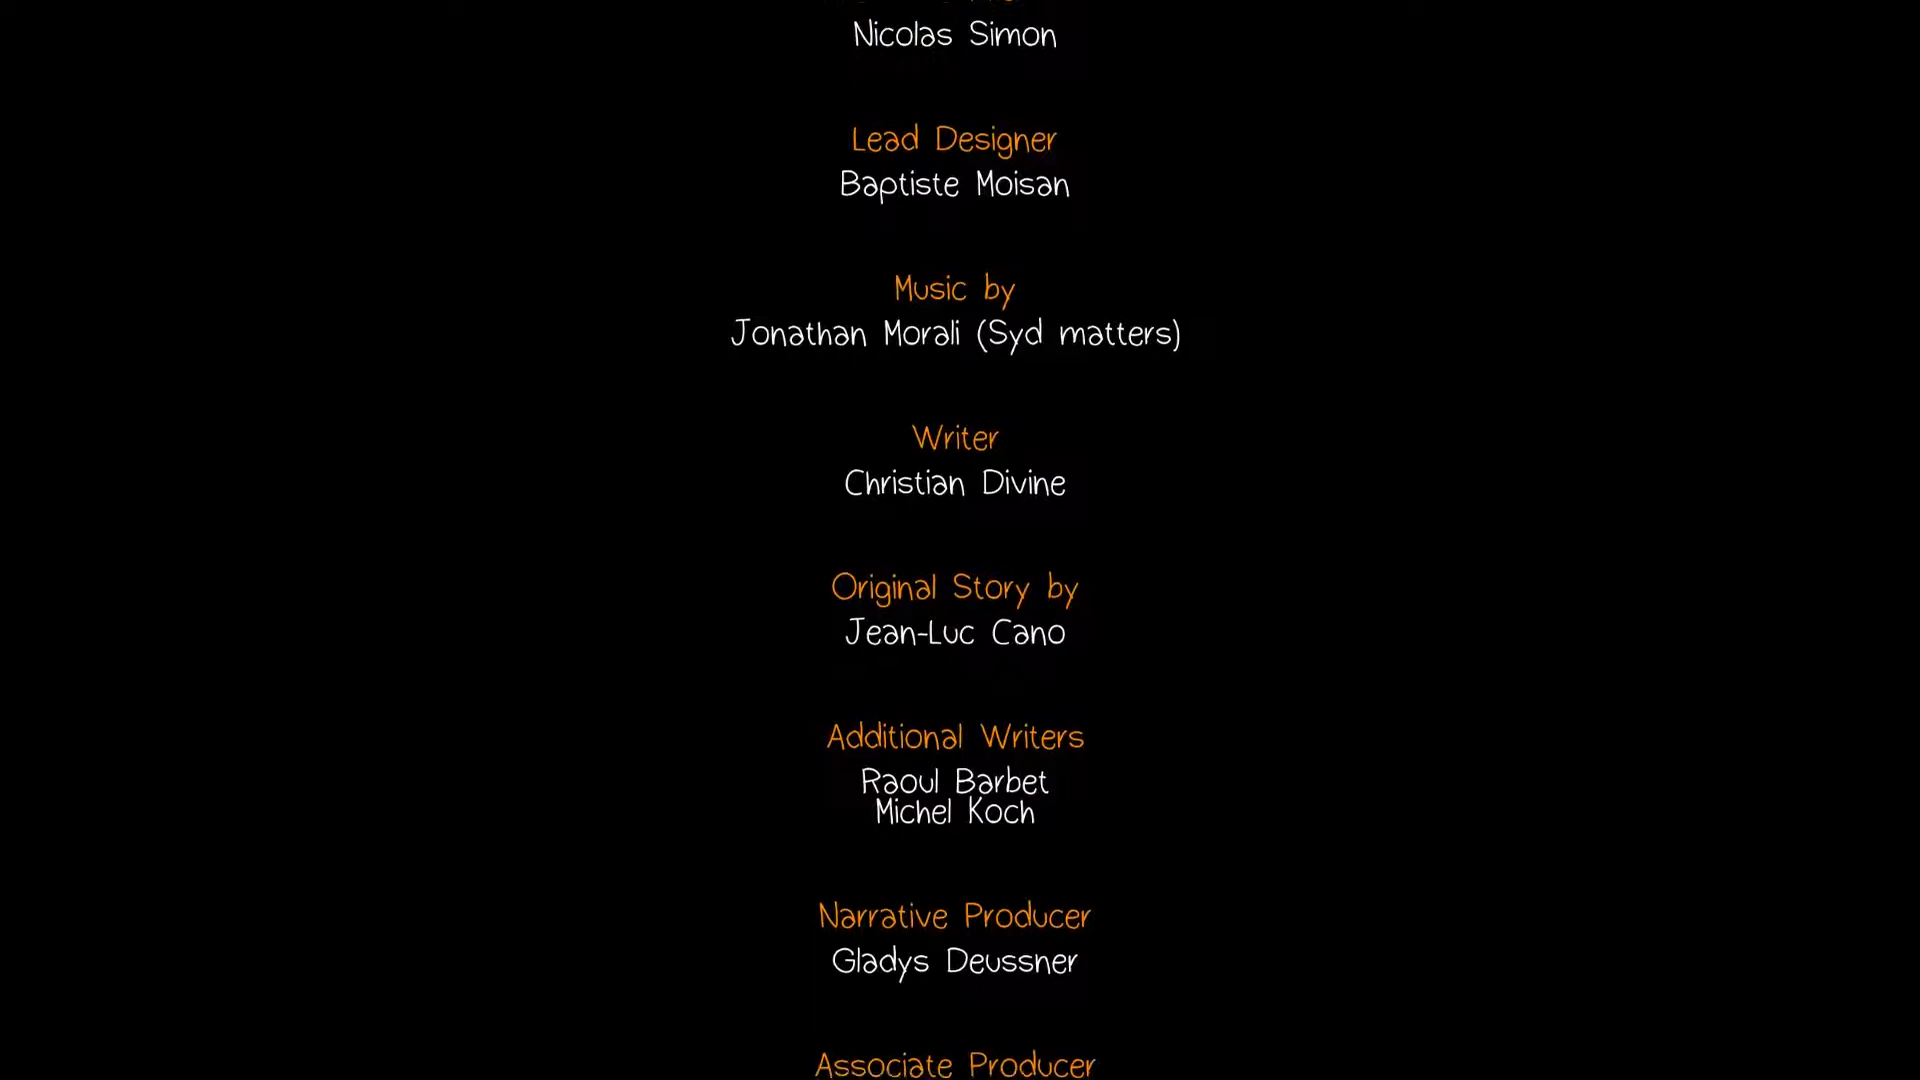 Nicolas Simon
Lead Designer
Baptiste Moisan
Music by
Jonathan Morali (Syd matters)
Writer
Christian Divine
Original Story by
Jean-Luc Cano
Additional Writers
Raoul Barbet
Michel Koch
Narrative Producer
Gladys Deussner
Associate Producer